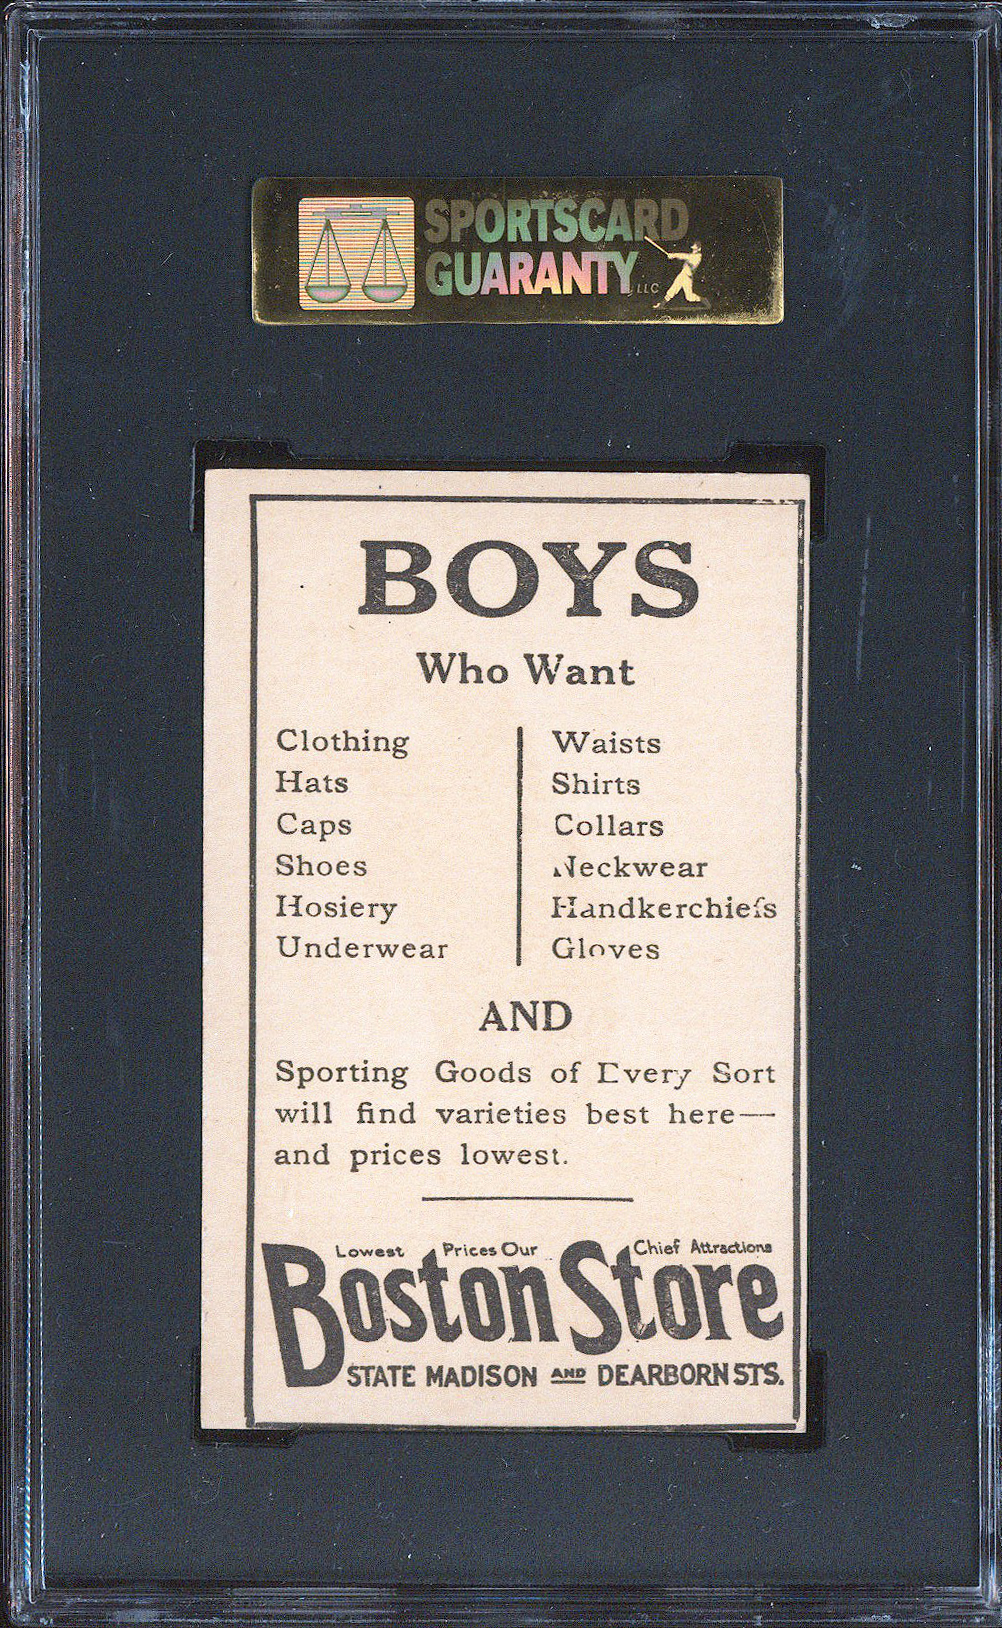 SPORTSCARD
GUARANTY, LLC
BOYS
Who Want
Clothing
Hats
Caps
Shoes
Hosiery
Underwear
Waists
Shirts
Collars
Neckwear
Handkerchiefs
Gloves
AND
Sporting Goods of Every Sort
will find varieties best here—
and prices lowest.
Lowest Prices Our Chief Attractions
Boston Store
STATE MADISON AND DEARBORN STS.